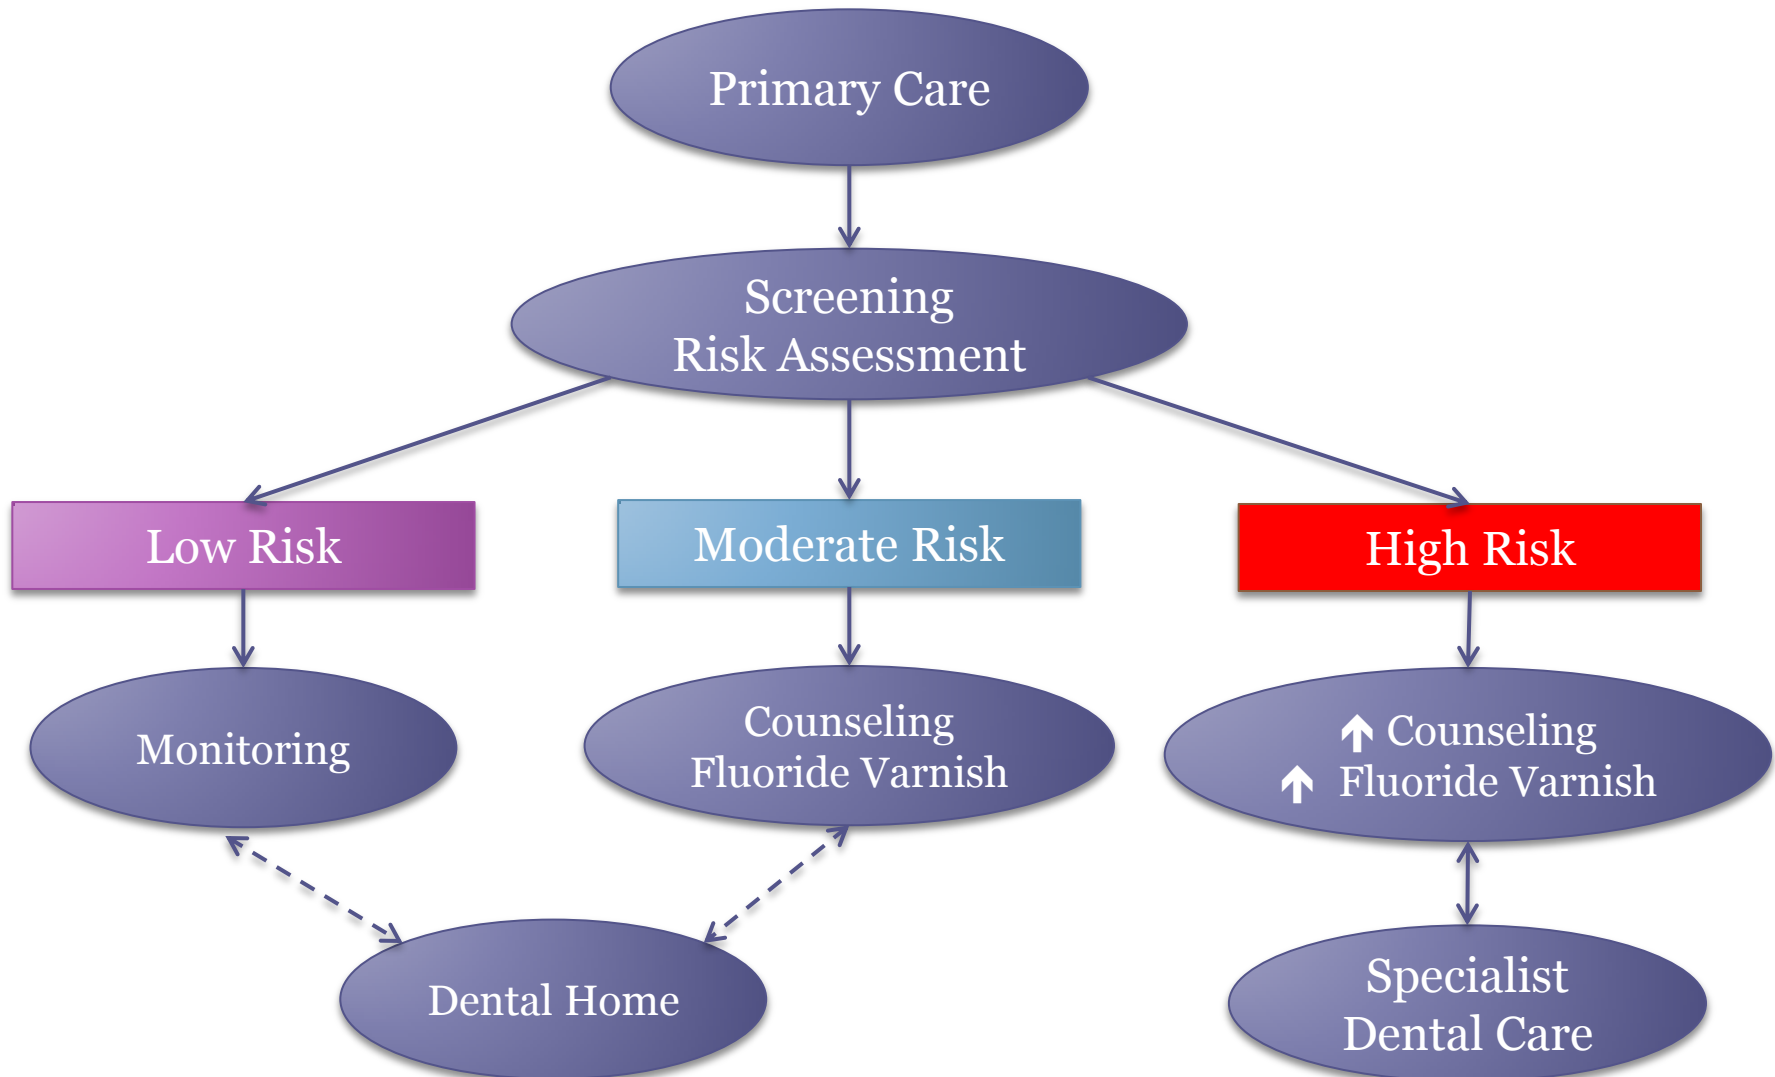 Primary Care
Screening
Risk Assessment
Low Risk
Moderate Risk
High Risk
Monitoring
Counseling
Fluoride Varnish
↑ Counseling
↑ Fluoride Varnish
Dental Home
Specialist
Dental Care